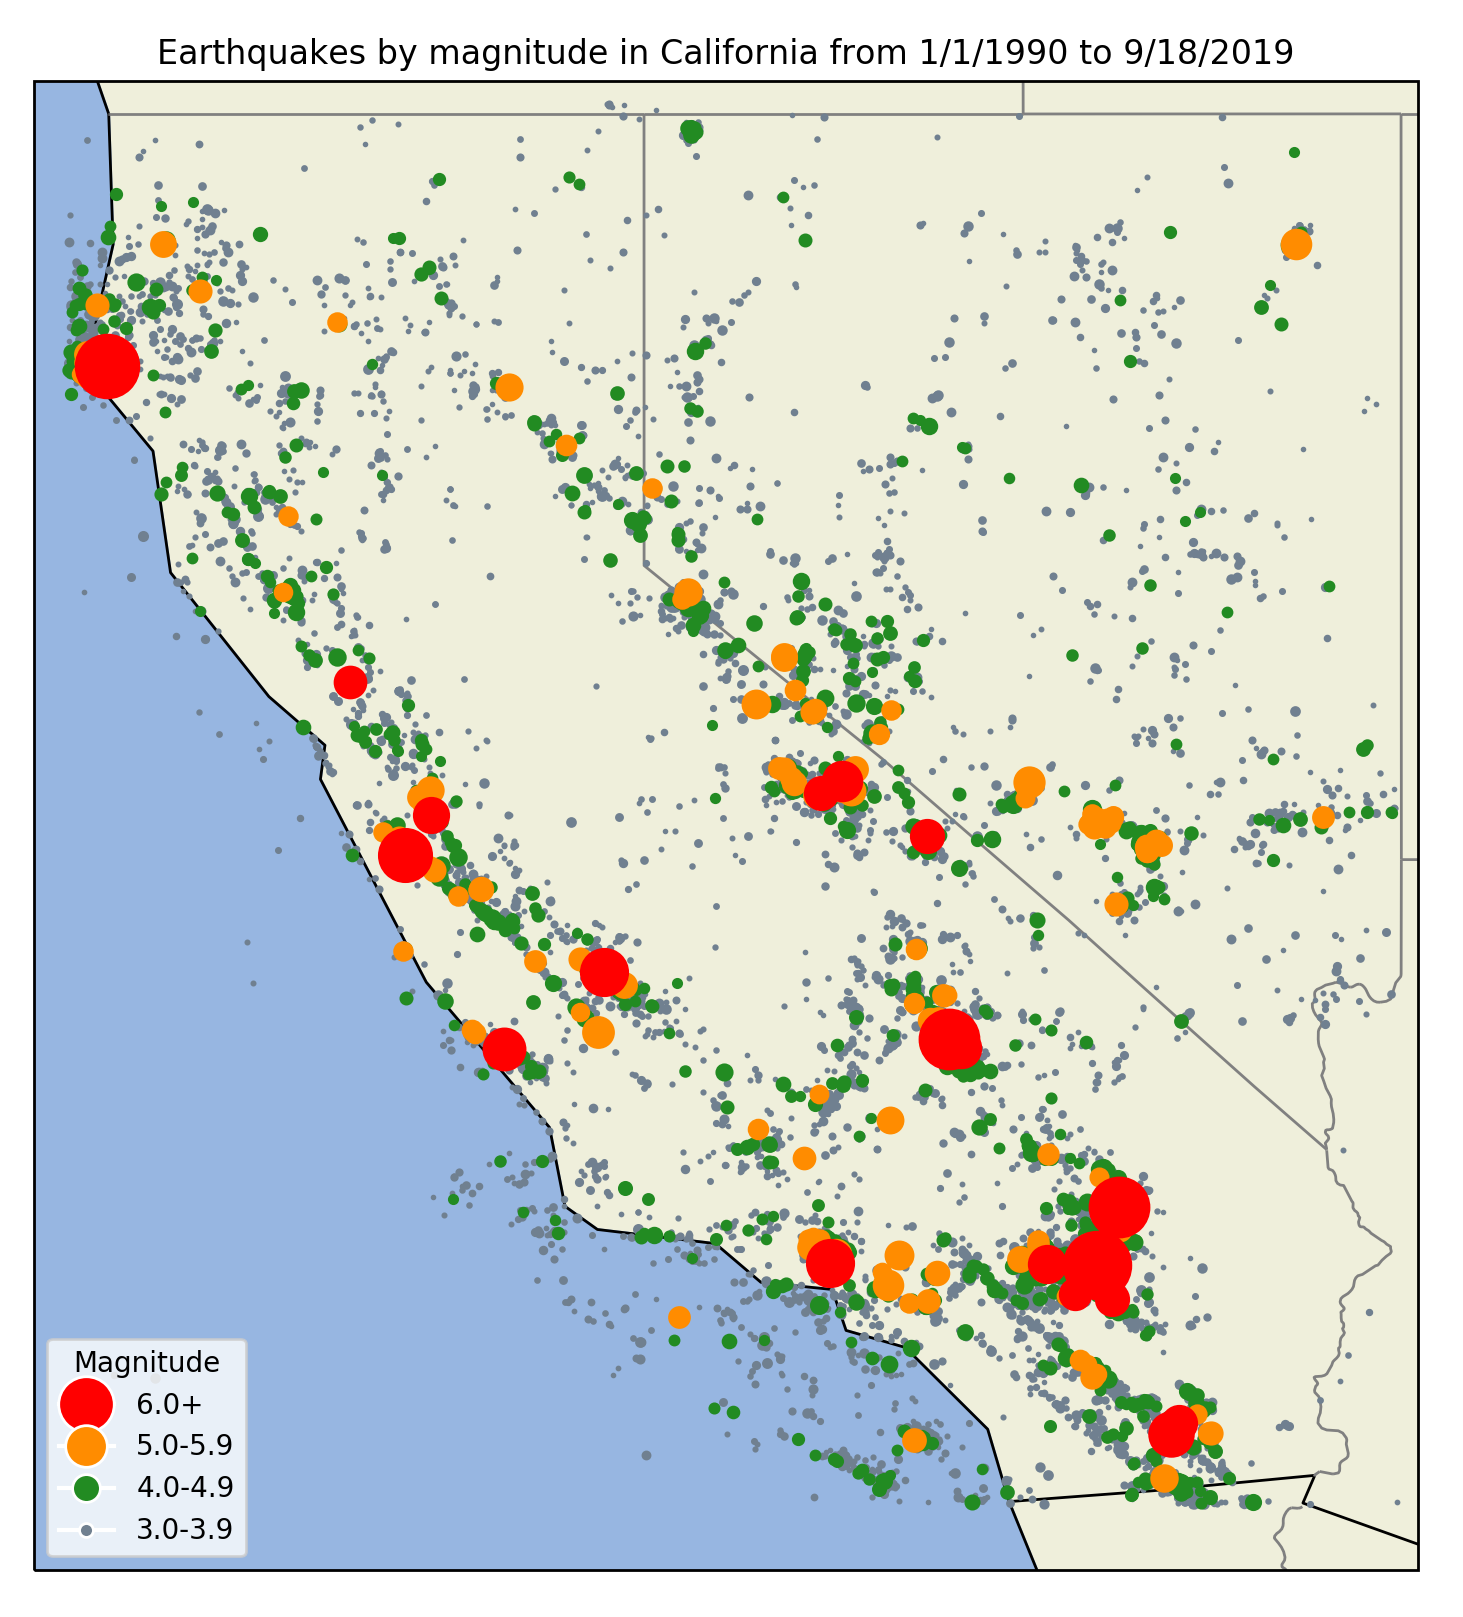 Earthquakes by magnitude in California from 1/1/1990 to 9/18/2019
Magnitude
6.0+
5.0-5.9
4.0-4.9
3.0-3.9